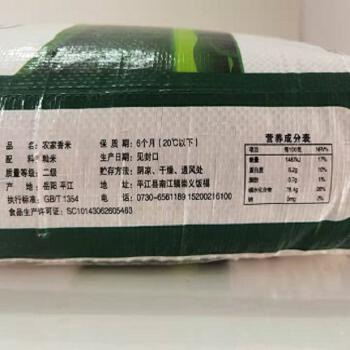 品 名：农家香米 保 质 期：6个月（20℃以下）
配 料：籼米 生产日期：见封口
质量等级：二级 贮存方法：阴凉、干燥、通风处
产 地：岳阳 平江 地 址：平江县南江镇崇义饭福
执行标准：GB/T 1354 电 话：0730-6561189 15200216100
食品生产许可证：SC10143062605463
营养成分表
项目 每100克 NRV%
能量 1461KJ 17%
蛋白质 6.2g 10%
脂肪 0.7g 1%
碳水化合物 78.4g 26%
钠 0mg 0%